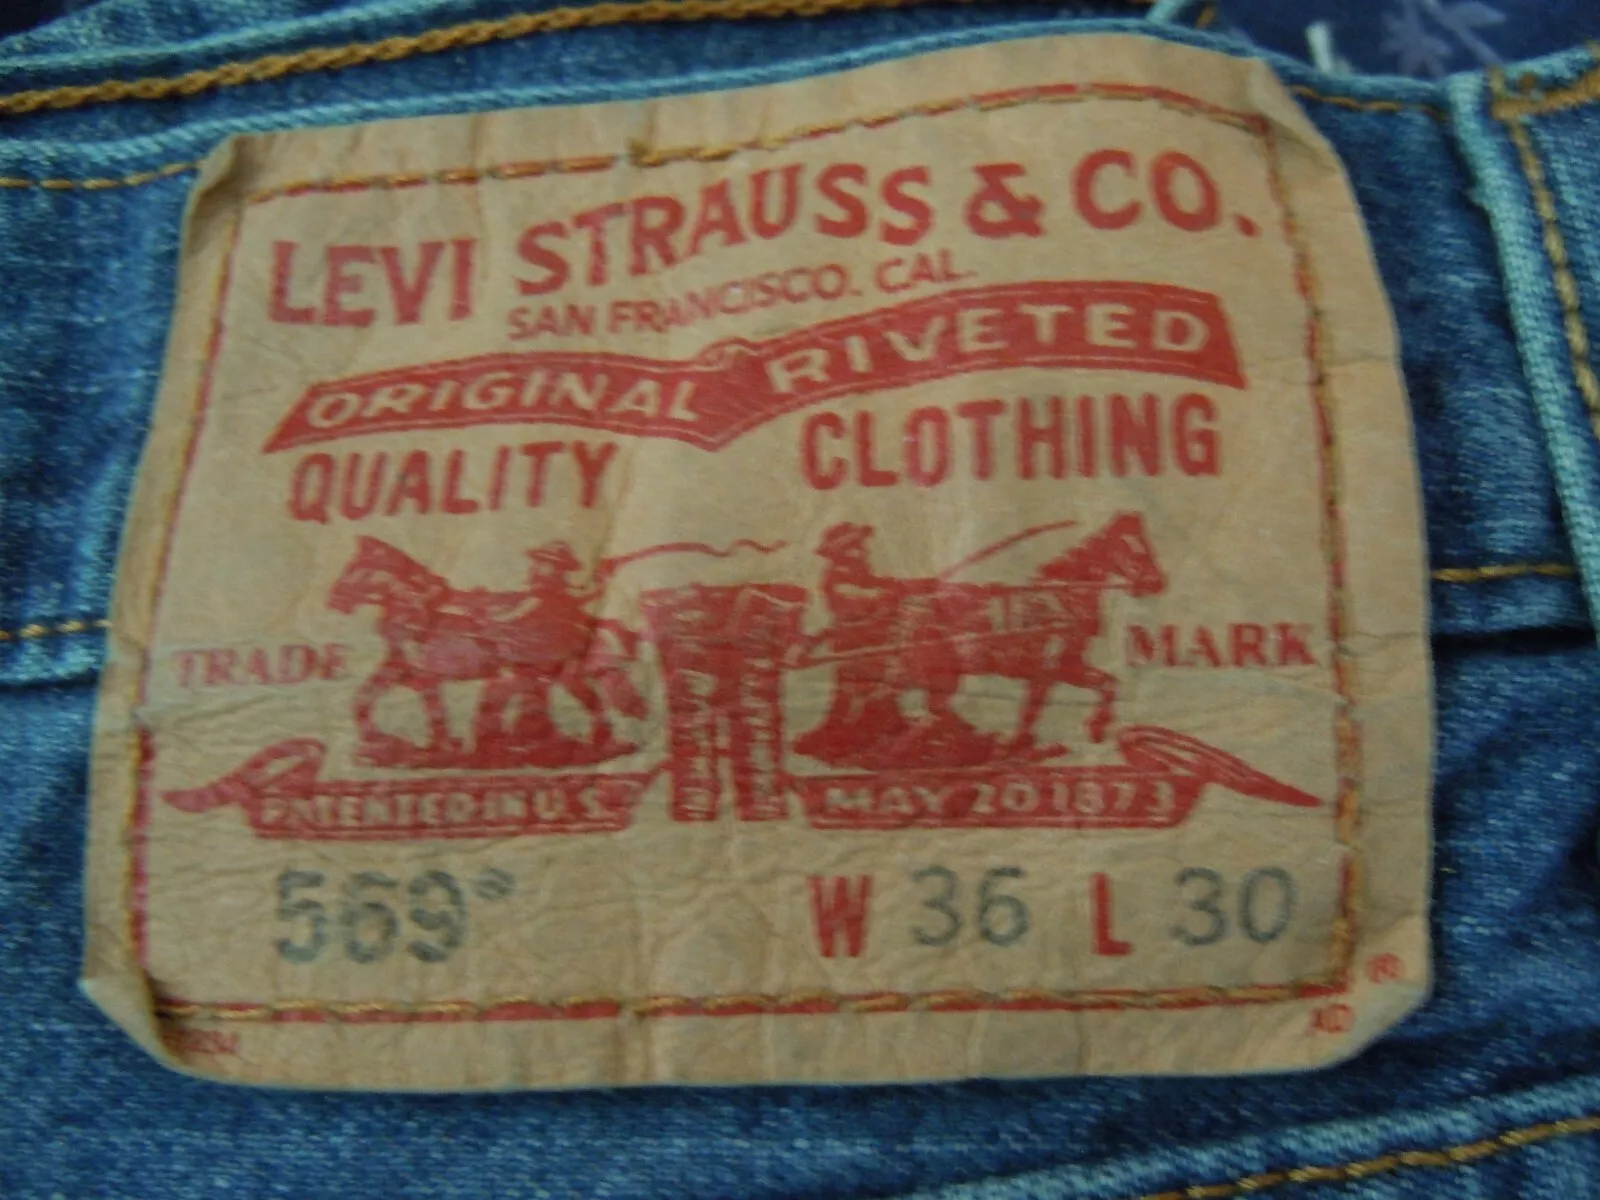 LEVI STRAUSS & CO.
SAN FRANCISCO. CAL.
ORIGINAL RIVETED
QUALITY CLOTHING
TRADE MARK
PATENTED IN U.S. MAY 20 1873
569® W 36 L 30
®